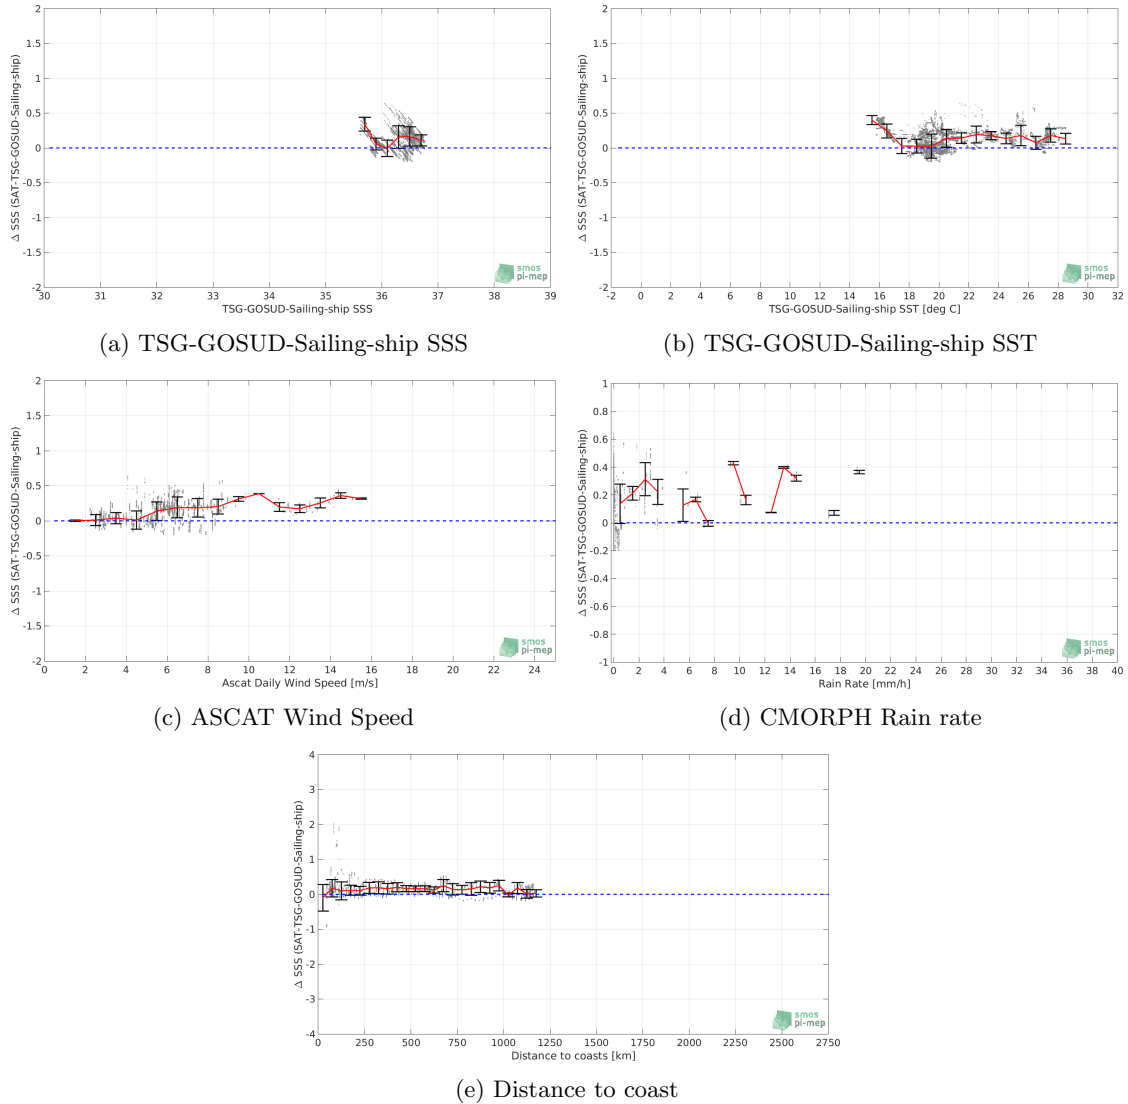 2
1.5
1
0.5
0
-0.5
-1
-1.5
-2
Δ SSS (SAT-TSG-GOSUD-Sailing-ship)
30 31 32 33 34 35 36 37 38 39
TSG-GOSUD-Sailing-ship SSS
smos
pi-mep
(a) TSG-GOSUD-Sailing-ship SSS
2
1.5
1
0.5
0
-0.5
-1
-1.5
-2
Δ SSS (SAT-TSG-GOSUD-Sailing-ship)
-2 0 2 4 6 8 10 12 14 16 18 20 22 24 26 28 30 32
TSG-GOSUD-Sailing-ship SST [deg C]
smos
pi-mep
(b) TSG-GOSUD-Sailing-ship SST
2
1.5
1
0.5
0
-0.5
-1
-1.5
-2
Δ SSS (SAT-TSG-GOSUD-Sailing-ship)
0 2 4 6 8 10 12 14 16 18 20 22 24
Ascat Daily Wind Speed [m/s]
smos
pi-mep
(c) ASCAT Wind Speed
1
0.8
0.6
0.4
0.2
0
-0.2
-0.4
-0.6
-0.8
-1
Δ SSS (SAT-TSG-GOSUD-Sailing-ship)
0 2 4 6 8 10 12 14 16 18 20 22 24 26 28 30 32 34 36 38 40
Rain Rate [mm/h]
smos
pi-mep
(d) CMORPH Rain rate
4
3
2
1
0
-1
-2
-3
-4
Δ SSS (SAT-TSG-GOSUD-Sailing-ship)
0 250 500 750 1000 1250 1500 1750 2000 2250 2500 2750
Distance to coasts [km]
smos
pi-mep
(e) Distance to coast